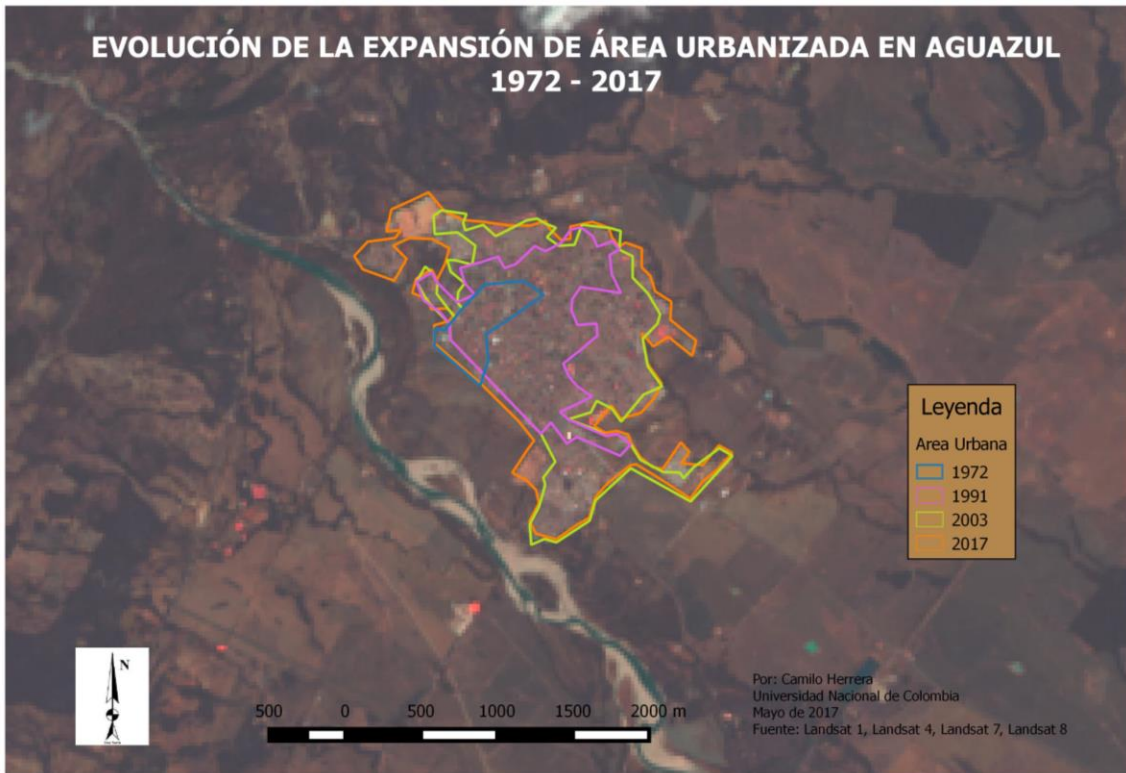 EVOLUCIÓN DE LA EXPANSIÓN DE ÁREA URBANIZADA EN AGUAZUL
1972 - 2017
Leyenda
Area Urbana
1972
1991
2003
2017
N
500 0 500 1000 1500 2000 m
Por: Camilo Herrera
Universidad Nacional de Colombia
Mayo de 2017
Fuente: Landsat 1, Landsat 4, Landsat 7, Landsat 8